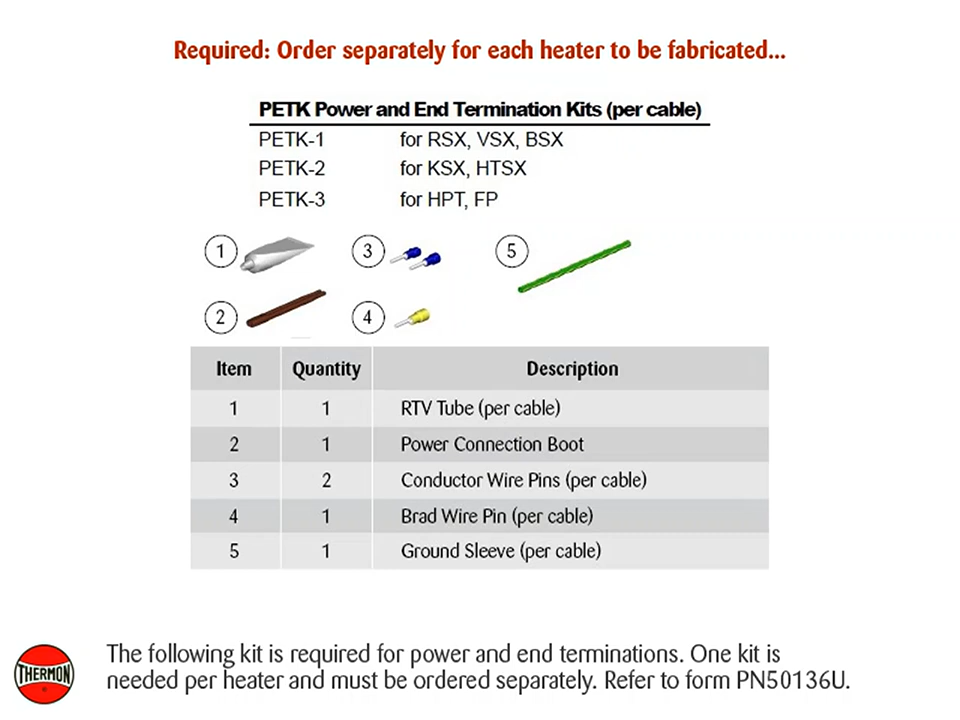 Required: Order separately for each heater to be fabricated...
PETK Power and End Termination Kits (per cable)
PETK-1 for RSX, VSX, BSX
PETK-2 for KSX, HTSX
PETK-3 for HPT, FP
1 3 5
2 4
Item Quantity Description
1 1 RTV Tube (per cable)
2 1 Power Connection Boot
3 2 Conductor Wire Pins (per cable)
4 1 Brad Wire Pin (per cable)
5 1 Ground Sleeve (per cable)
The following kit is required for power and end terminations. One kit is
THERMON
®
needed per heater and must be ordered separately. Refer to form PN50136U.